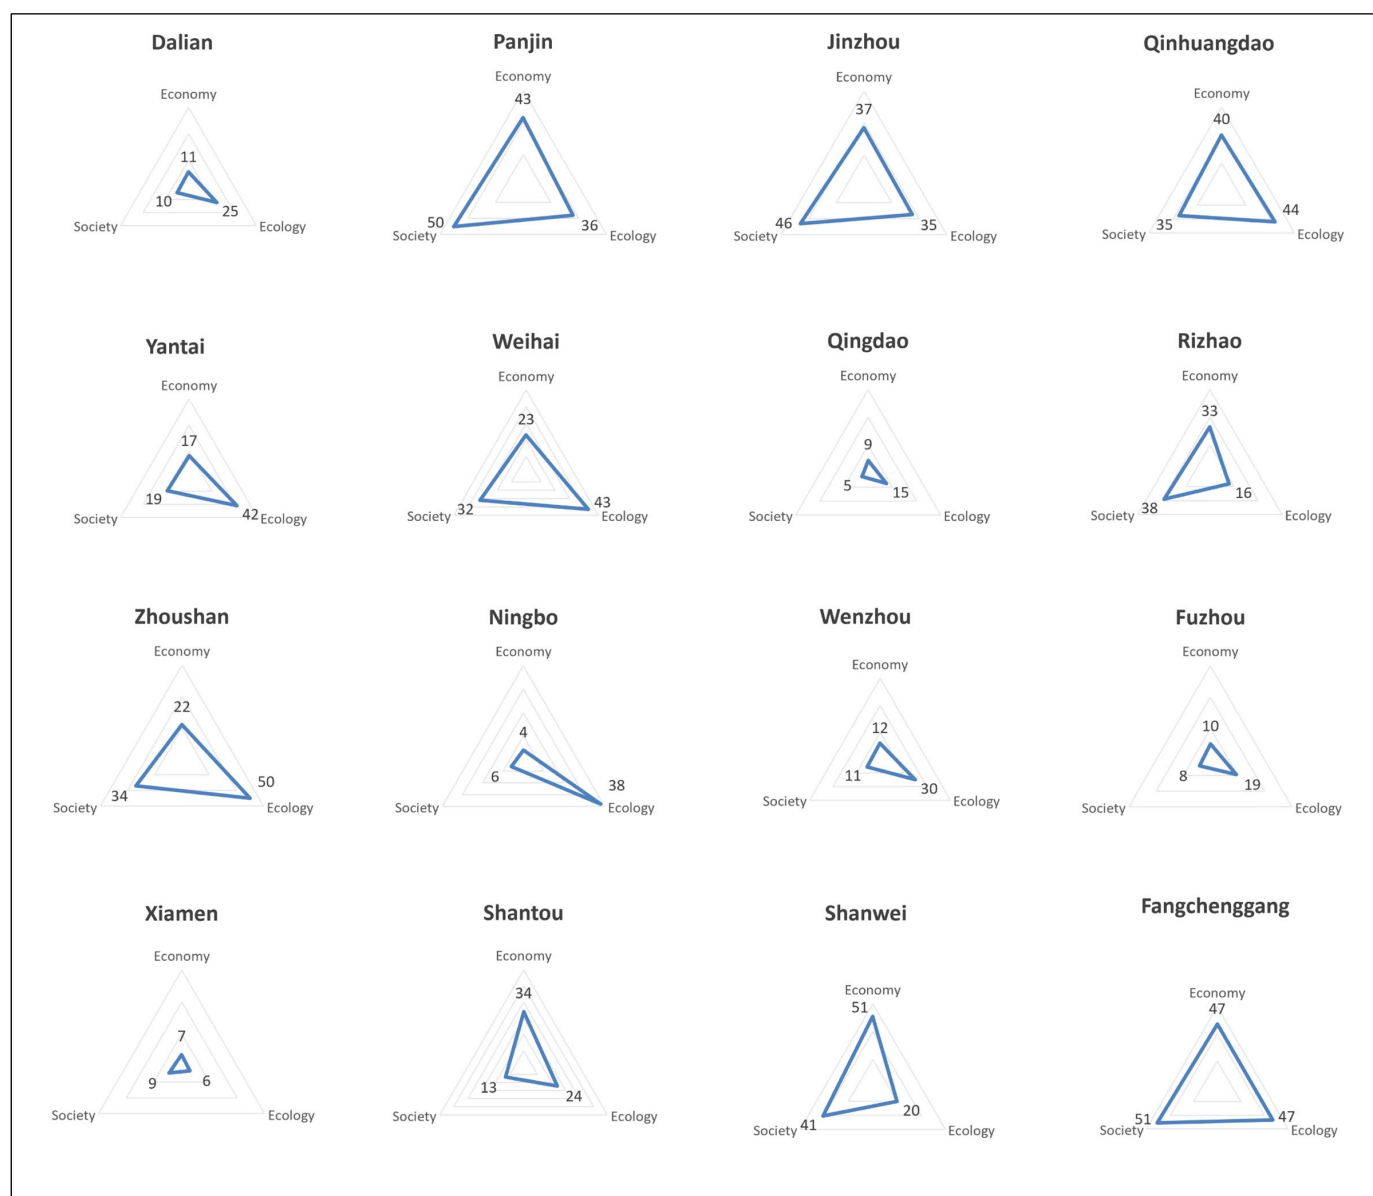 Dalian
Economy
11
10
25
Society
Ecology
Panjin
Economy
43
50
36
Society
Ecology
Jinzhou
Economy
37
46
35
Society
Ecology
Qinhuangdao
Economy
40
35
44
Society
Ecology
Yantai
Economy
17
19
42
Society
Ecology
Weihai
Economy
23
32
43
Society
Ecology
Qingdao
Economy
9
5
15
Society
Ecology
Rizhao
Economy
33
38
16
Society
Ecology
Zhoushan
Economy
22
34
50
Society
Ecology
Ningbo
Economy
4
6
38
Society
Ecology
Wenzhou
Economy
12
11
30
Society
Ecology
Fuzhou
Economy
10
8
19
Society
Ecology
Xiamen
Economy
7
9
6
Society
Ecology
Shantou
Economy
34
13
24
Society
Ecology
Shanwei
Economy
51
41
20
Society
Ecology
Fangchenggang
Economy
47
51
47
Society
Ecology